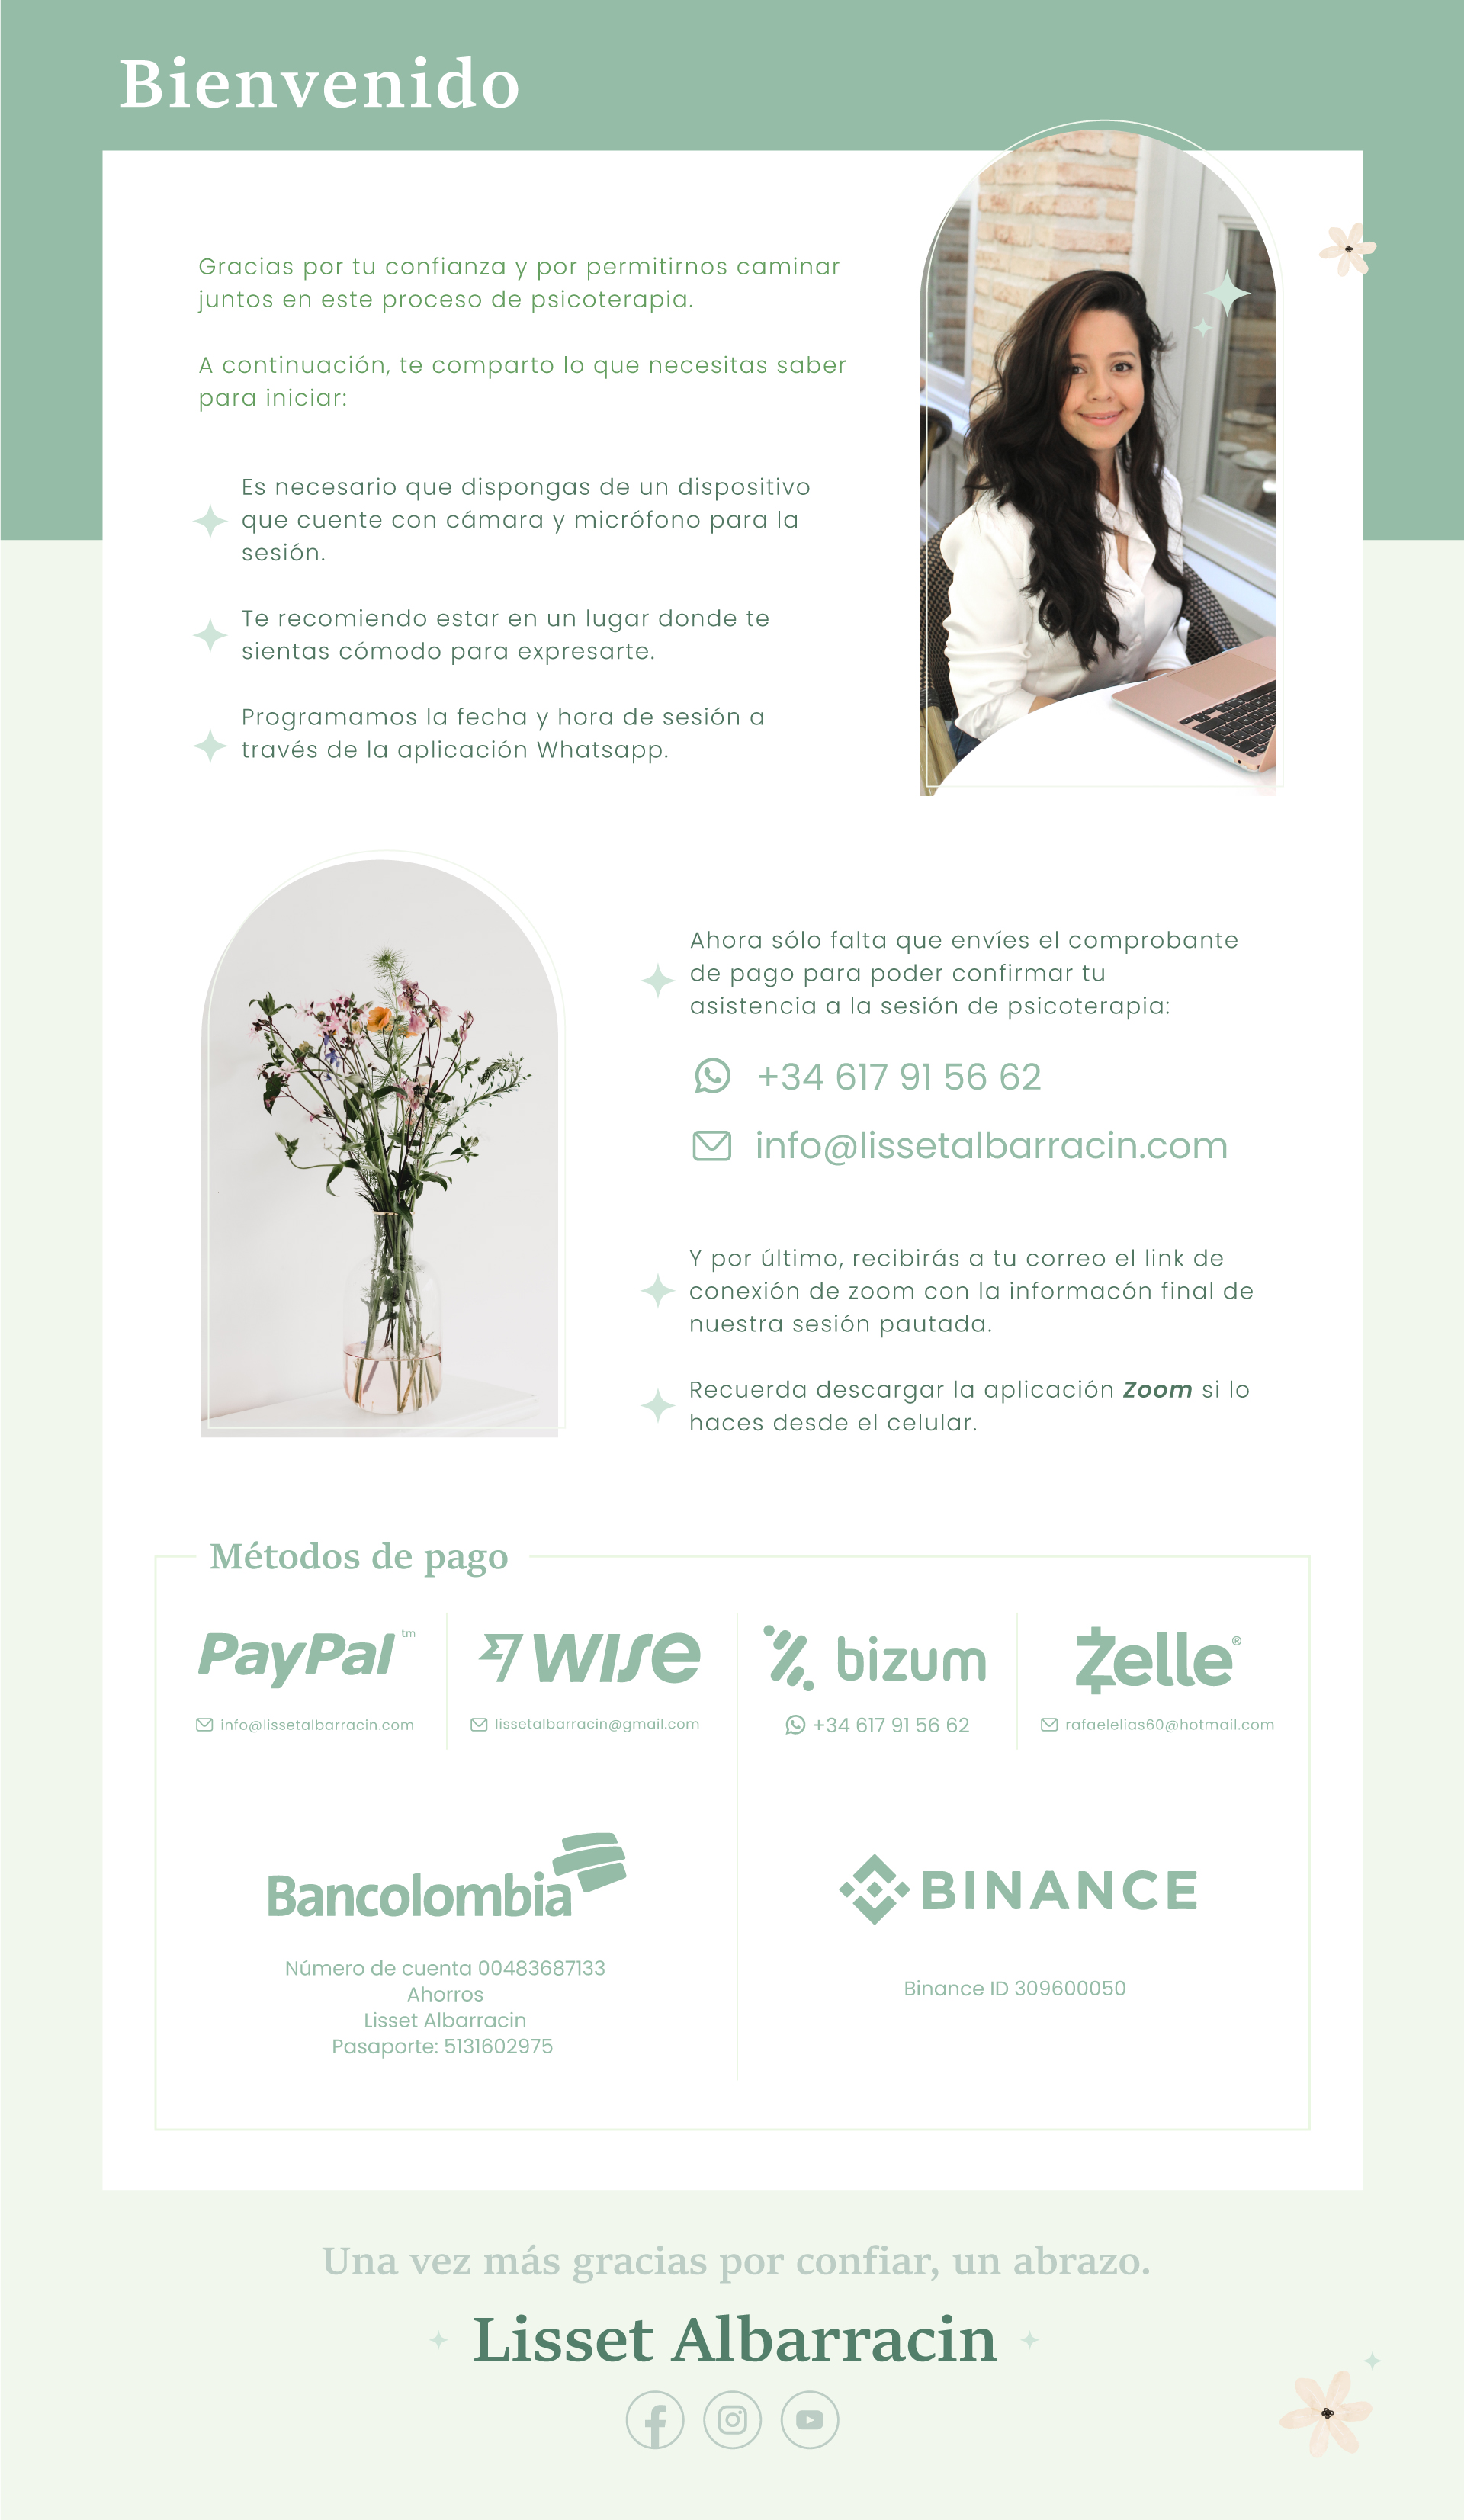 Bienvenido
Gracias por tu confianza y por permitirnos caminar
juntos en este proceso de psicoterapia.
A continuación, te comparto lo que necesitas saber
para iniciar:
Es necesario que dispongas de un dispositivo
que cuente con cámara y micrófono para la
sesión.
Te recomiendo estar en un lugar donde te
sientas cómodo para expresarte.
Programamos la fecha y hora de sesión a
través de la aplicación Whatsapp.
Ahora sólo falta que envíes el comprobante
de pago para poder confirmar tu
asistencia a la sesión de psicoterapia:
+34 617 91 56 62
info@lissetalbarracin.com
Y por último, recibirás a tu correo el link de
conexión de zoom con la informacón final de
nuestra sesión pautada.
Recuerda descargar la aplicación Zoom si lo
haces desde el celular.
Métodos de pago
PayPal tm
info@lissetalbarracin.com
wise
lissetalbarracin@gmail.com
bizum
+34 617 91 56 62
Zelle®
rafaelelias60@hotmail.com
Bancolombia
Número de cuenta 00483687133
Ahorros
Lisset Albarracin
Pasaporte: 5131602975
BINANCE
Binance ID 309600050
Una vez más gracias por confiar, un abrazo.
Lisset Albarracin